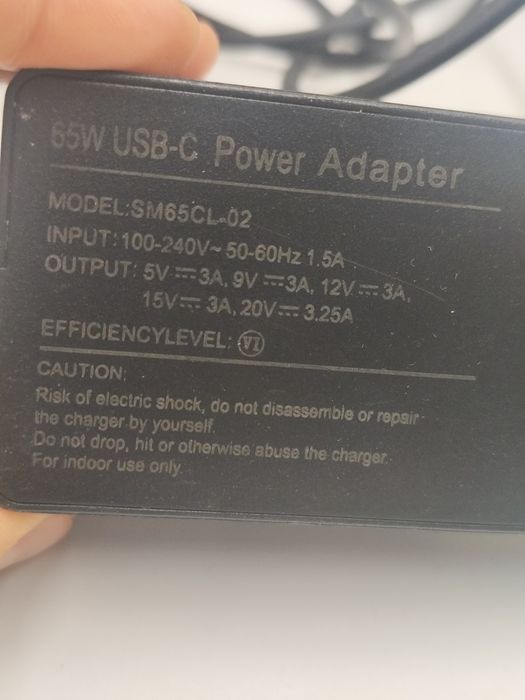 65W USB-C Power Adapter
MODEL:SM65CL-02
INPUT:100-240V~ 50-60Hz 1.5A
OUTPUT: 5V⎓3A, 9V⎓3A, 12V⎓3A,
15V⎓3A, 20V⎓3.25A
EFFICIENCYLEVEL: VI
CAUTION:
Risk of electric shock, do not disassemble or repair
the charger by yourself.
Do not drop, hit or otherwise abuse the charger.
For indoor use only.